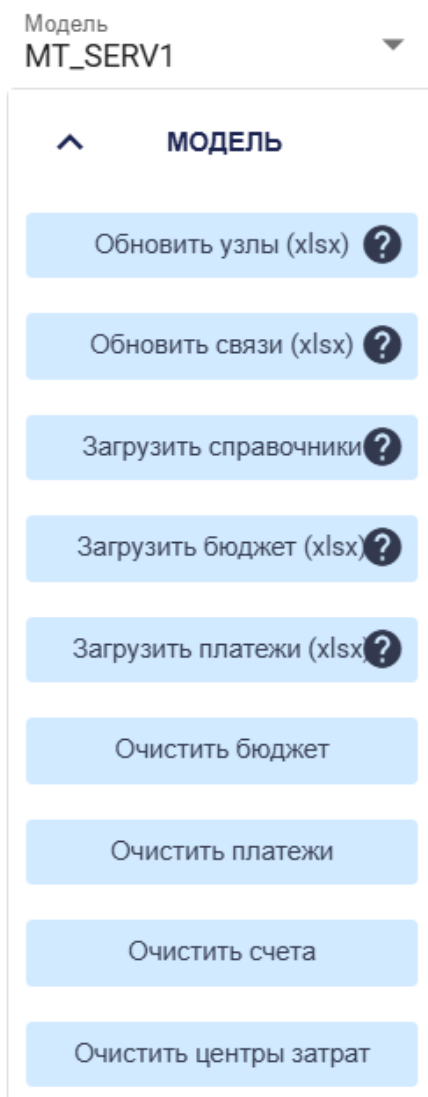 Модель
MT_SERV1
МОДЕЛЬ
Обновить узлы (xlsx)
Обновить связи (xlsx)
Загрузить справочники
Загрузить бюджет (xlsx)
Загрузить платежи (xlsx)
Очистить бюджет
Очистить платежи
Очистить счета
Очистить центры затрат